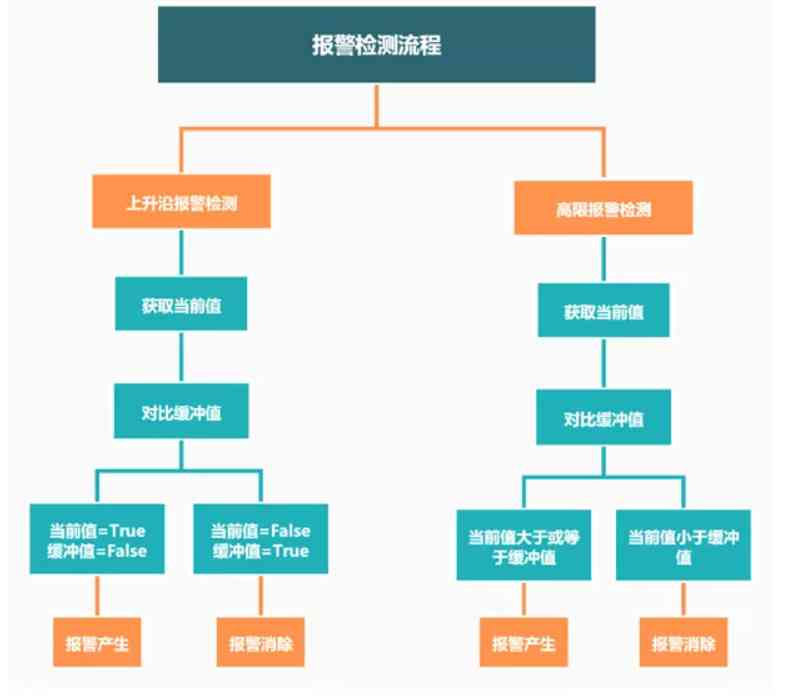 报警检测流程
上升沿报警检测
高限报警检测
获取当前值
获取当前值
对比缓冲值
对比缓冲值
当前值=True
缓冲值=False
当前值=False
缓冲值=True
当前值大于或等
于缓冲值
当前值小于缓冲
值
报警产生
报警消除
报警产生
报警消除